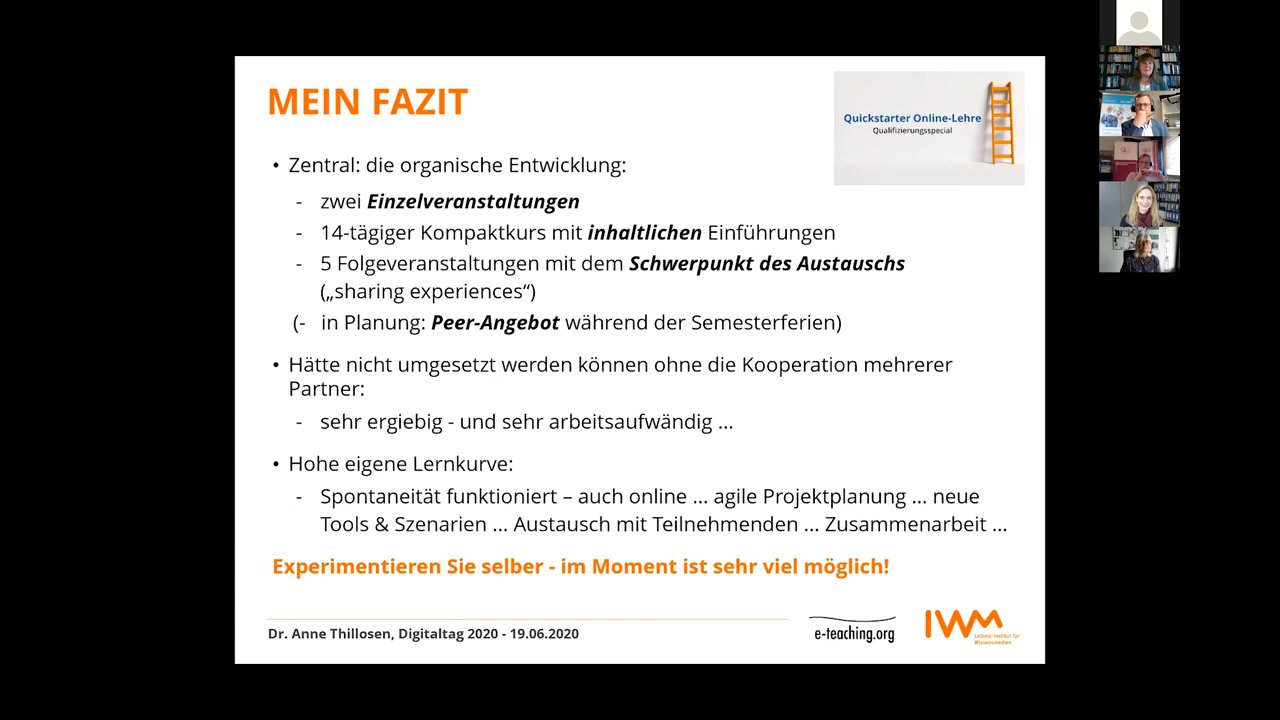 MEIN FAZIT
Quickstarter Online-Lehre
Qualifizierungsspecial
• Zentral: die organische Entwicklung:
- zwei Einzelveranstaltungen
- 14-tägiger Kompaktkurs mit inhaltlichen Einführungen
- 5 Folgeveranstaltungen mit dem Schwerpunkt des Austauschs
(„sharing experiences“)
(- in Planung: Peer-Angebot während der Semesterferien)
• Hätte nicht umgesetzt werden können ohne die Kooperation mehrerer
Partner:
- sehr ergiebig - und sehr arbeitsaufwändig ...
• Hohe eigene Lernkurve:
- Spontaneität funktioniert – auch online ... agile Projektplanung ... neue
Tools & Szenarien ... Austausch mit Teilnehmenden ... Zusammenarbeit ...
Experimentieren Sie selber - im Moment ist sehr viel möglich!
Dr. Anne Thillosen, Digitaltag 2020 - 19.06.2020
e-teaching.org
IWM
Leibniz-Institut für
Wissensmedien